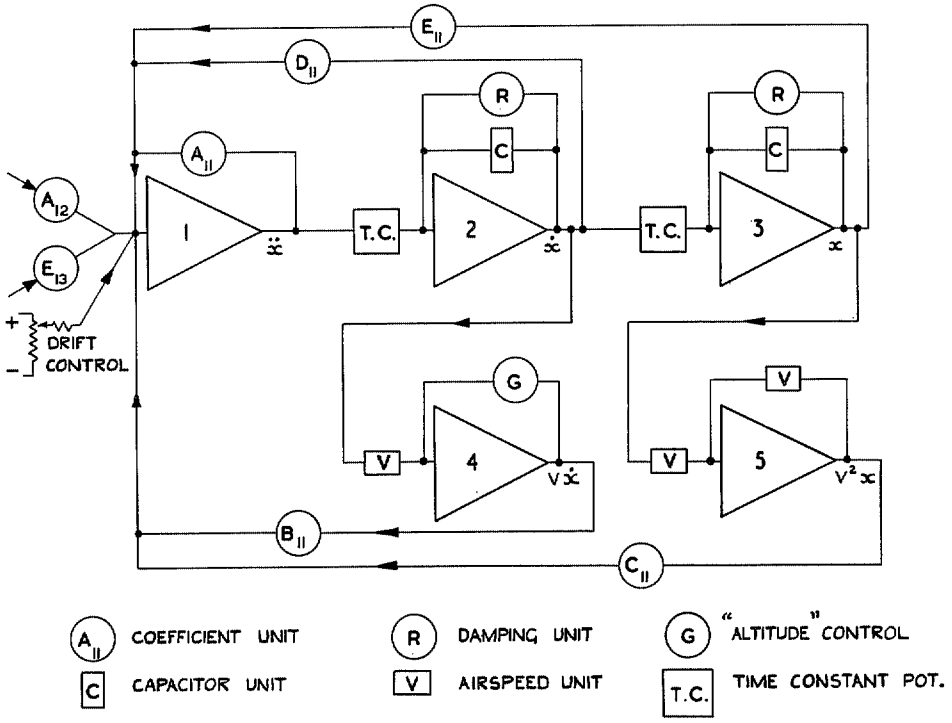 E₁₁
D₁₁
R
R
C
C
A₁₁
A₁₂
1
T.C.
2
T.C.
3
ẍ
ẋ
x
E₁₃
+
DRIFT
CONTROL
−
G
V
V
4
V
5
Vẋ
V²x
B₁₁
C₁₁
A₁₁ COEFFICIENT UNIT
R DAMPING UNIT
G "ALTITUDE" CONTROL
C CAPACITOR UNIT
V AIRSPEED UNIT
T.C. TIME CONSTANT POT.